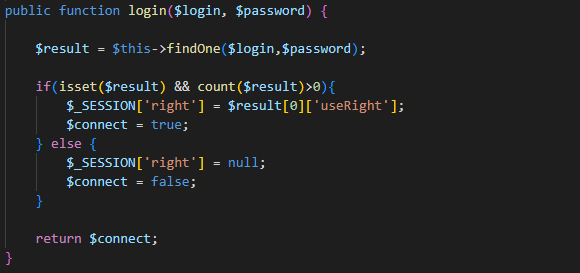 public function login($login, $password) {
$result = $this->findOne($login,$password);
if(isset($result) && count($result)>0){
$_SESSION['right'] = $result[0]['useRight'];
$connect = true;
} else {
$_SESSION['right'] = null;
$connect = false;
}
return $connect;
}